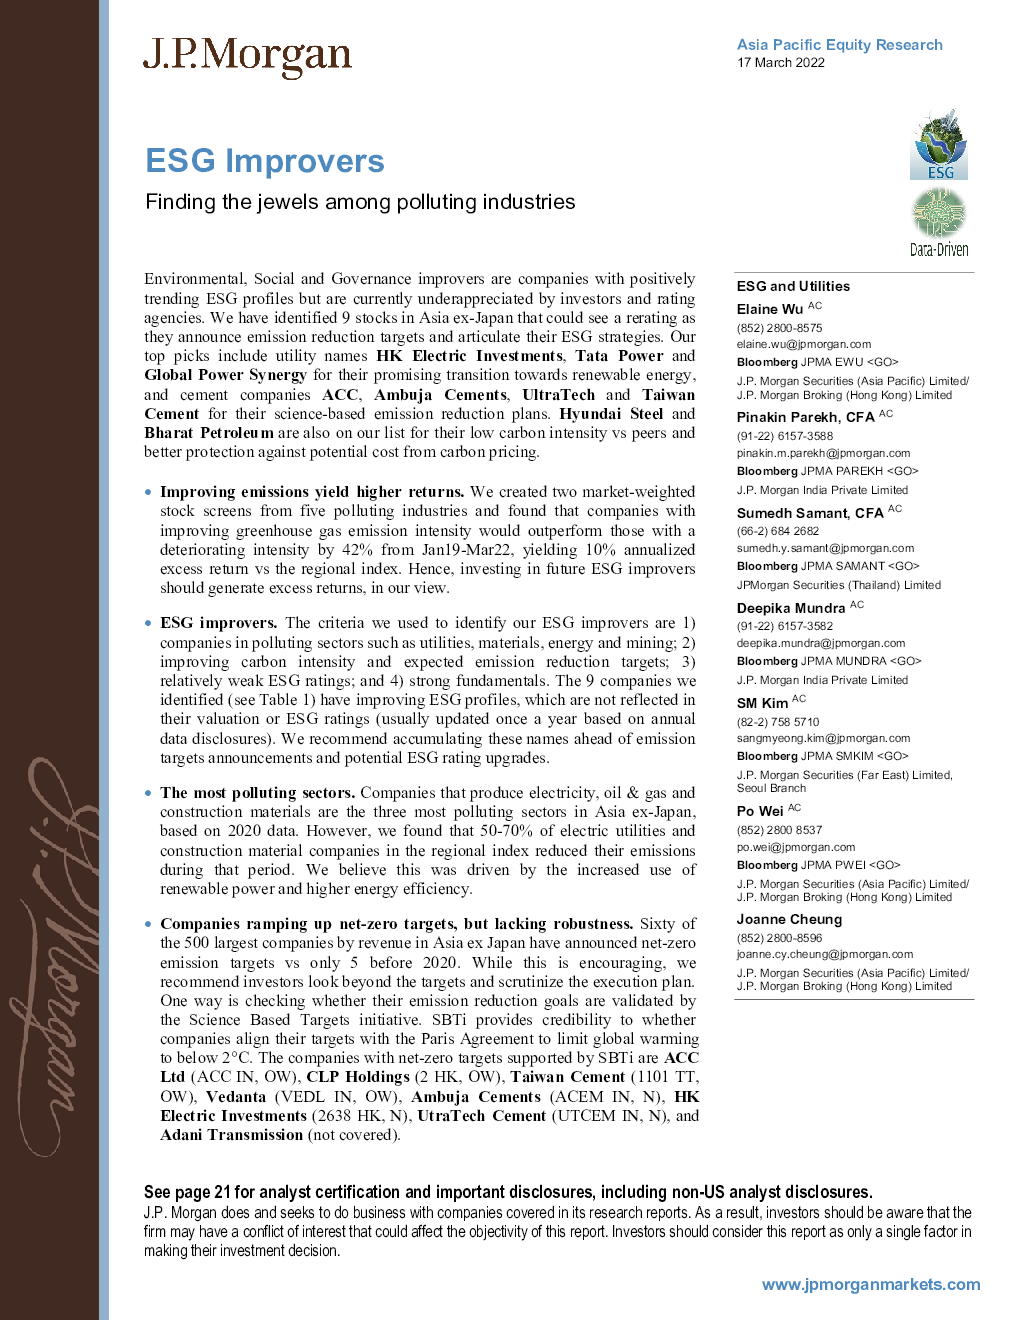 J.P.Morgan
Asia Pacific Equity Research
17 March 2022
ESG
Data-Driven
ESG Improvers
Finding the jewels among polluting industries
Environmental, Social and Governance improvers are companies with positively
trending ESG profiles but are currently underappreciated by investors and rating
agencies. We have identified 9 stocks in Asia ex-Japan that could see a rerating as
they announce emission reduction targets and articulate their ESG strategies. Our
top picks include utility names HK Electric Investments, Tata Power and
Global Power Synergy for their promising transition towards renewable energy,
and cement companies ACC, Ambuja Cements, UltraTech and Taiwan
Cement for their science-based emission reduction plans. Hyundai Steel and
Bharat Petroleum are also on our list for their low carbon intensity vs peers and
better protection against potential cost from carbon pricing.
• Improving emissions yield higher returns. We created two market-weighted
stock screens from five polluting industries and found that companies with
improving greenhouse gas emission intensity would outperform those with a
deteriorating intensity by 42% from Jan19-Mar22, yielding 10% annualized
excess return vs the regional index. Hence, investing in future ESG improvers
should generate excess returns, in our view.
• ESG improvers. The criteria we used to identify our ESG improvers are 1)
companies in polluting sectors such as utilities, materials, energy and mining; 2)
improving carbon intensity and expected emission reduction targets; 3)
relatively weak ESG ratings; and 4) strong fundamentals. The 9 companies we
identified (see Table 1) have improving ESG profiles, which are not reflected in
their valuation or ESG ratings (usually updated once a year based on annual
data disclosures). We recommend accumulating these names ahead of emission
targets announcements and potential ESG rating upgrades.
• The most polluting sectors. Companies that produce electricity, oil & gas and
construction materials are the three most polluting sectors in Asia ex-Japan,
based on 2020 data. However, we found that 50-70% of electric utilities and
construction material companies in the regional index reduced their emissions
during that period. We believe this was driven by the increased use of
renewable power and higher energy efficiency.
• Companies ramping up net-zero targets, but lacking robustness. Sixty of
the 500 largest companies by revenue in Asia ex Japan have announced net-zero
emission targets vs only 5 before 2020. While this is encouraging, we
recommend investors look beyond the targets and scrutinize the execution plan.
One way is checking whether their emission reduction goals are validated by
the Science Based Targets initiative. SBTi provides credibility to whether
companies align their targets with the Paris Agreement to limit global warming
to below 2°C. The companies with net-zero targets supported by SBTi are ACC
Ltd (ACC IN, OW), CLP Holdings (2 HK, OW), Taiwan Cement (1101 TT,
OW), Vedanta (VEDL IN, OW), Ambuja Cements (ACEM IN, N), HK
Electric Investments (2638 HK, N), UtraTech Cement (UTCEM IN, N), and
Adani Transmission (not covered).
ESG and Utilities
Elaine Wu AC
(852) 2800-8575
elaine.wu@jpmorgan.com
Bloomberg JPMA EWU <GO>
J.P. Morgan Securities (Asia Pacific) Limited/
J.P. Morgan Broking (Hong Kong) Limited
Pinakin Parekh, CFA AC
(91-22) 6157-3588
pinakin.m.parekh@jpmorgan.com
Bloomberg JPMA PAREKH <GO>
J.P. Morgan India Private Limited
Sumedh Samant, CFA AC
(66-2) 684 2682
sumedh.y.samant@jpmorgan.com
Bloomberg JPMA SAMANT <GO>
JPMorgan Securities (Thailand) Limited
Deepika Mundra AC
(91-22) 6157-3582
deepika.mundra@jpmorgan.com
Bloomberg JPMA MUNDRA <GO>
J.P. Morgan India Private Limited
SM Kim AC
(82-2) 758 5710
sangmyeong.kim@jpmorgan.com
Bloomberg JPMA SMKIM <GO>
J.P. Morgan Securities (Far East) Limited,
Seoul Branch
Po Wei AC
(852) 2800 8537
po.wei@jpmorgan.com
Bloomberg JPMA PWEI <GO>
J.P. Morgan Securities (Asia Pacific) Limited/
J.P. Morgan Broking (Hong Kong) Limited
Joanne Cheung
(852) 2800-8596
joanne.cy.cheung@jpmorgan.com
J.P. Morgan Securities (Asia Pacific) Limited/
J.P. Morgan Broking (Hong Kong) Limited
J.P. Morgan
See page 21 for analyst certification and important disclosures, including non-US analyst disclosures.
J.P. Morgan does and seeks to do business with companies covered in its research reports. As a result, investors should be aware that the
firm may have a conflict of interest that could affect the objectivity of this report. Investors should consider this report as only a single factor in
making their investment decision.
www.jpmorganmarkets.com